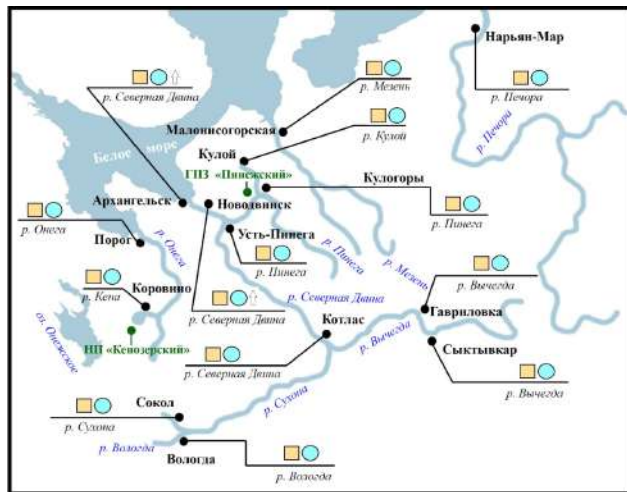 Нарьян-Мар
р. Печора
р. Печора
р. Северная Двина
р. Мезень
Малонисогорская
р. Кулой
Белое море
Кулой
ГПЗ «Пинежский»
Кулогоры
р. Пинега
Архангельск
Новодвинск
р. Онега
Порог
р. Онега
Усть-Пинега
р. Пинега
р. Пинега
р. Мезень
р. Кена
Коровино
р. Северная Двина
р. Северная Двина
р. Вычегда
Гавриловка
оз. Онежское
НП «Кенозерский»
Котлас
р. Вычегда
Сыктывкар
р. Северная Двина
р. Вычегда
Сокол
р. Сухона
р. Сухона
р. Вологда
Вологда
р. Вологда